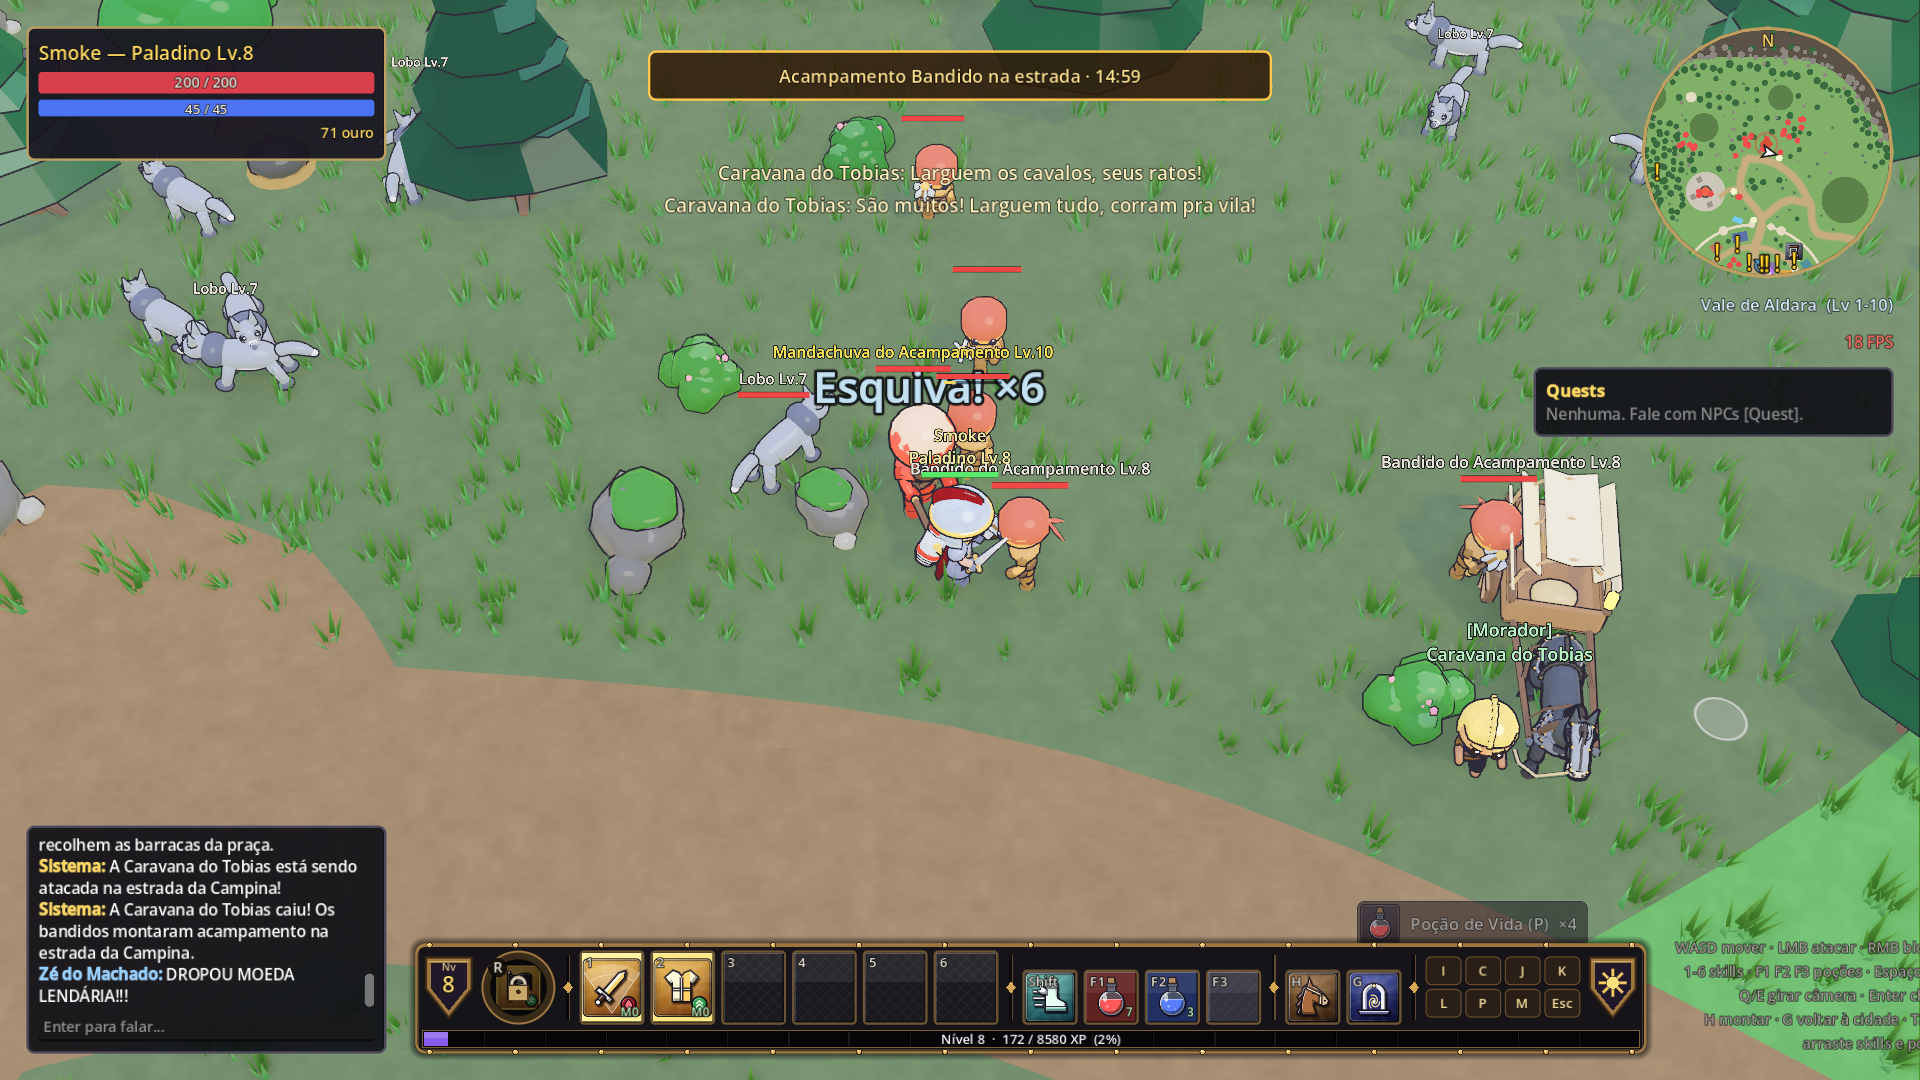 Smoke — Paladino Lv.8
200 / 200
45 / 45
71 ouro
Lobo Lv.7
Acampamento Bandido na estrada · 14:59
Lobo Lv.7
N
Caravana do Tobias: Larguem os cavalos, seus ratos!
Caravana do Tobias: São muitos! Larguem tudo, corram pra vila!
Lobo Lv.7
Vale de Aldara (Lv 1-10)
18 FPS
Mandachuva do Acampamento Lv.10
Lobo Lv.7
Esquiva! ×6
Quests
Nenhuma. Fale com NPCs [Quest].
Smoke
Paladino Lv.8
Bandido do Acampamento Lv.8
Bandido do Acampamento Lv.8
[Morador]
Caravana do Tobias
recolhem as barracas da praça.
Sistema: A Caravana do Tobias está sendo
atacada na estrada da Campina!
Sistema: A Caravana do Tobias caiu! Os
bandidos montaram acampamento na
estrada da Campina.
Zé do Machado: DROPOU MOEDA
LENDÁRIA!!!
Enter para falar...
Poção de Vida (P) ×4
WASD mover · LMB atacar · RMB blo
1-6 skills · F1 F2 F3 poções · Espaço
Q/E girar câmera · Enter c
H montar · G voltar à cidade · T
arraste skills e po
Nv
8
R
1
M0
2
M0
3
4
5
6
Shift
F1
7
F2
3
F3
H
G
I
C
J
K
L
P
M
Esc
Nível 8 · 172 / 8580 XP (2%)